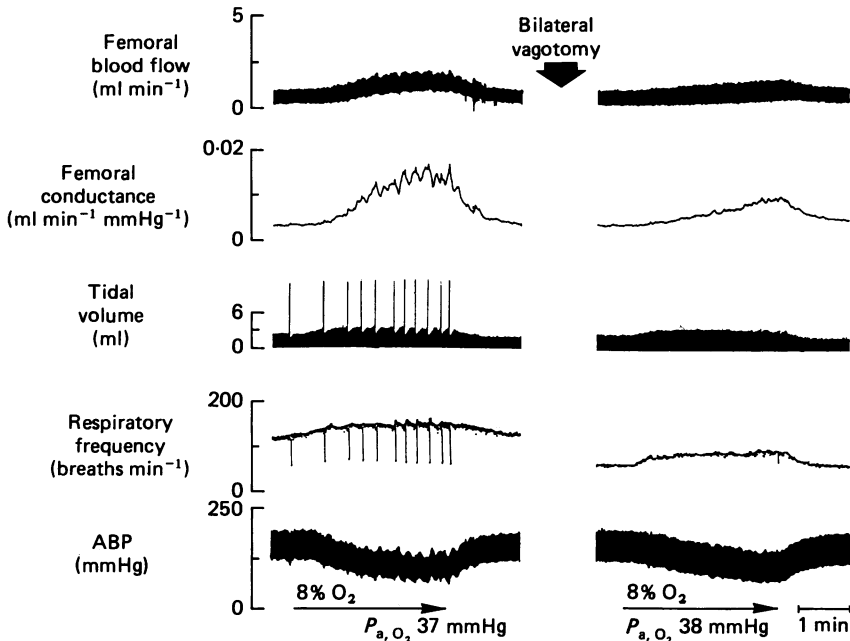 Femoral
blood flow
(ml min⁻¹)
5
0
Bilateral
vagotomy
Femoral
conductance
(ml min⁻¹ mmHg⁻¹)
0·02
0
Tidal
volume
(ml)
6
0
Respiratory
frequency
(breaths min⁻¹)
200
0
ABP
(mmHg)
250
0
8% O₂
Pₐ,O₂ 37 mmHg
8% O₂
Pₐ,O₂ 38 mmHg
1 min